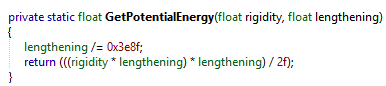 private static float GetPotentialEnergy(float rigidity, float lengthening)
{
lengthening /= 0x3e8f;
return (((rigidity * lengthening) * lengthening) / 2f);
}